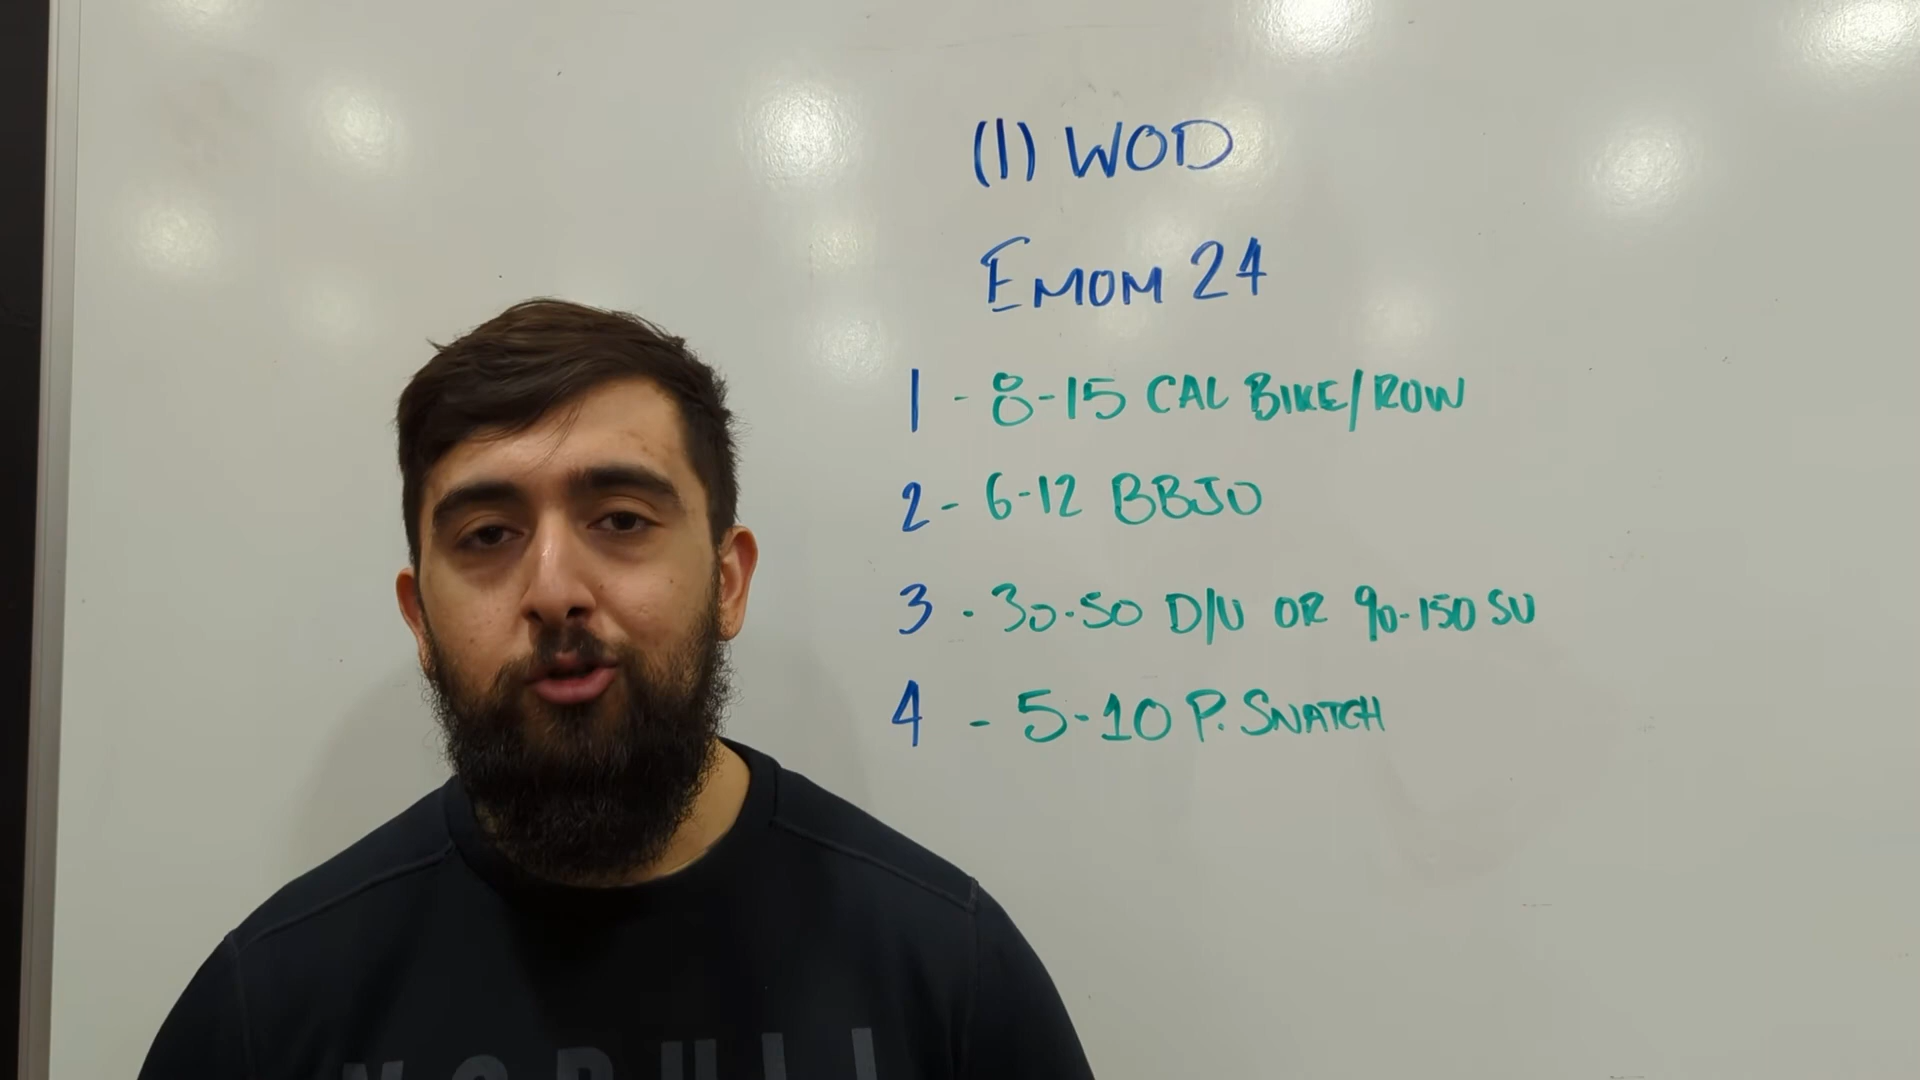 (1) WOD
EMOM 24
1 - 8-15 CAL BIKE/ROW
2 - 6-12 BBJO
3 - 30-50 D/U OR 90-150 SU
4 - 5-10 P. SNATCH
NOBULL